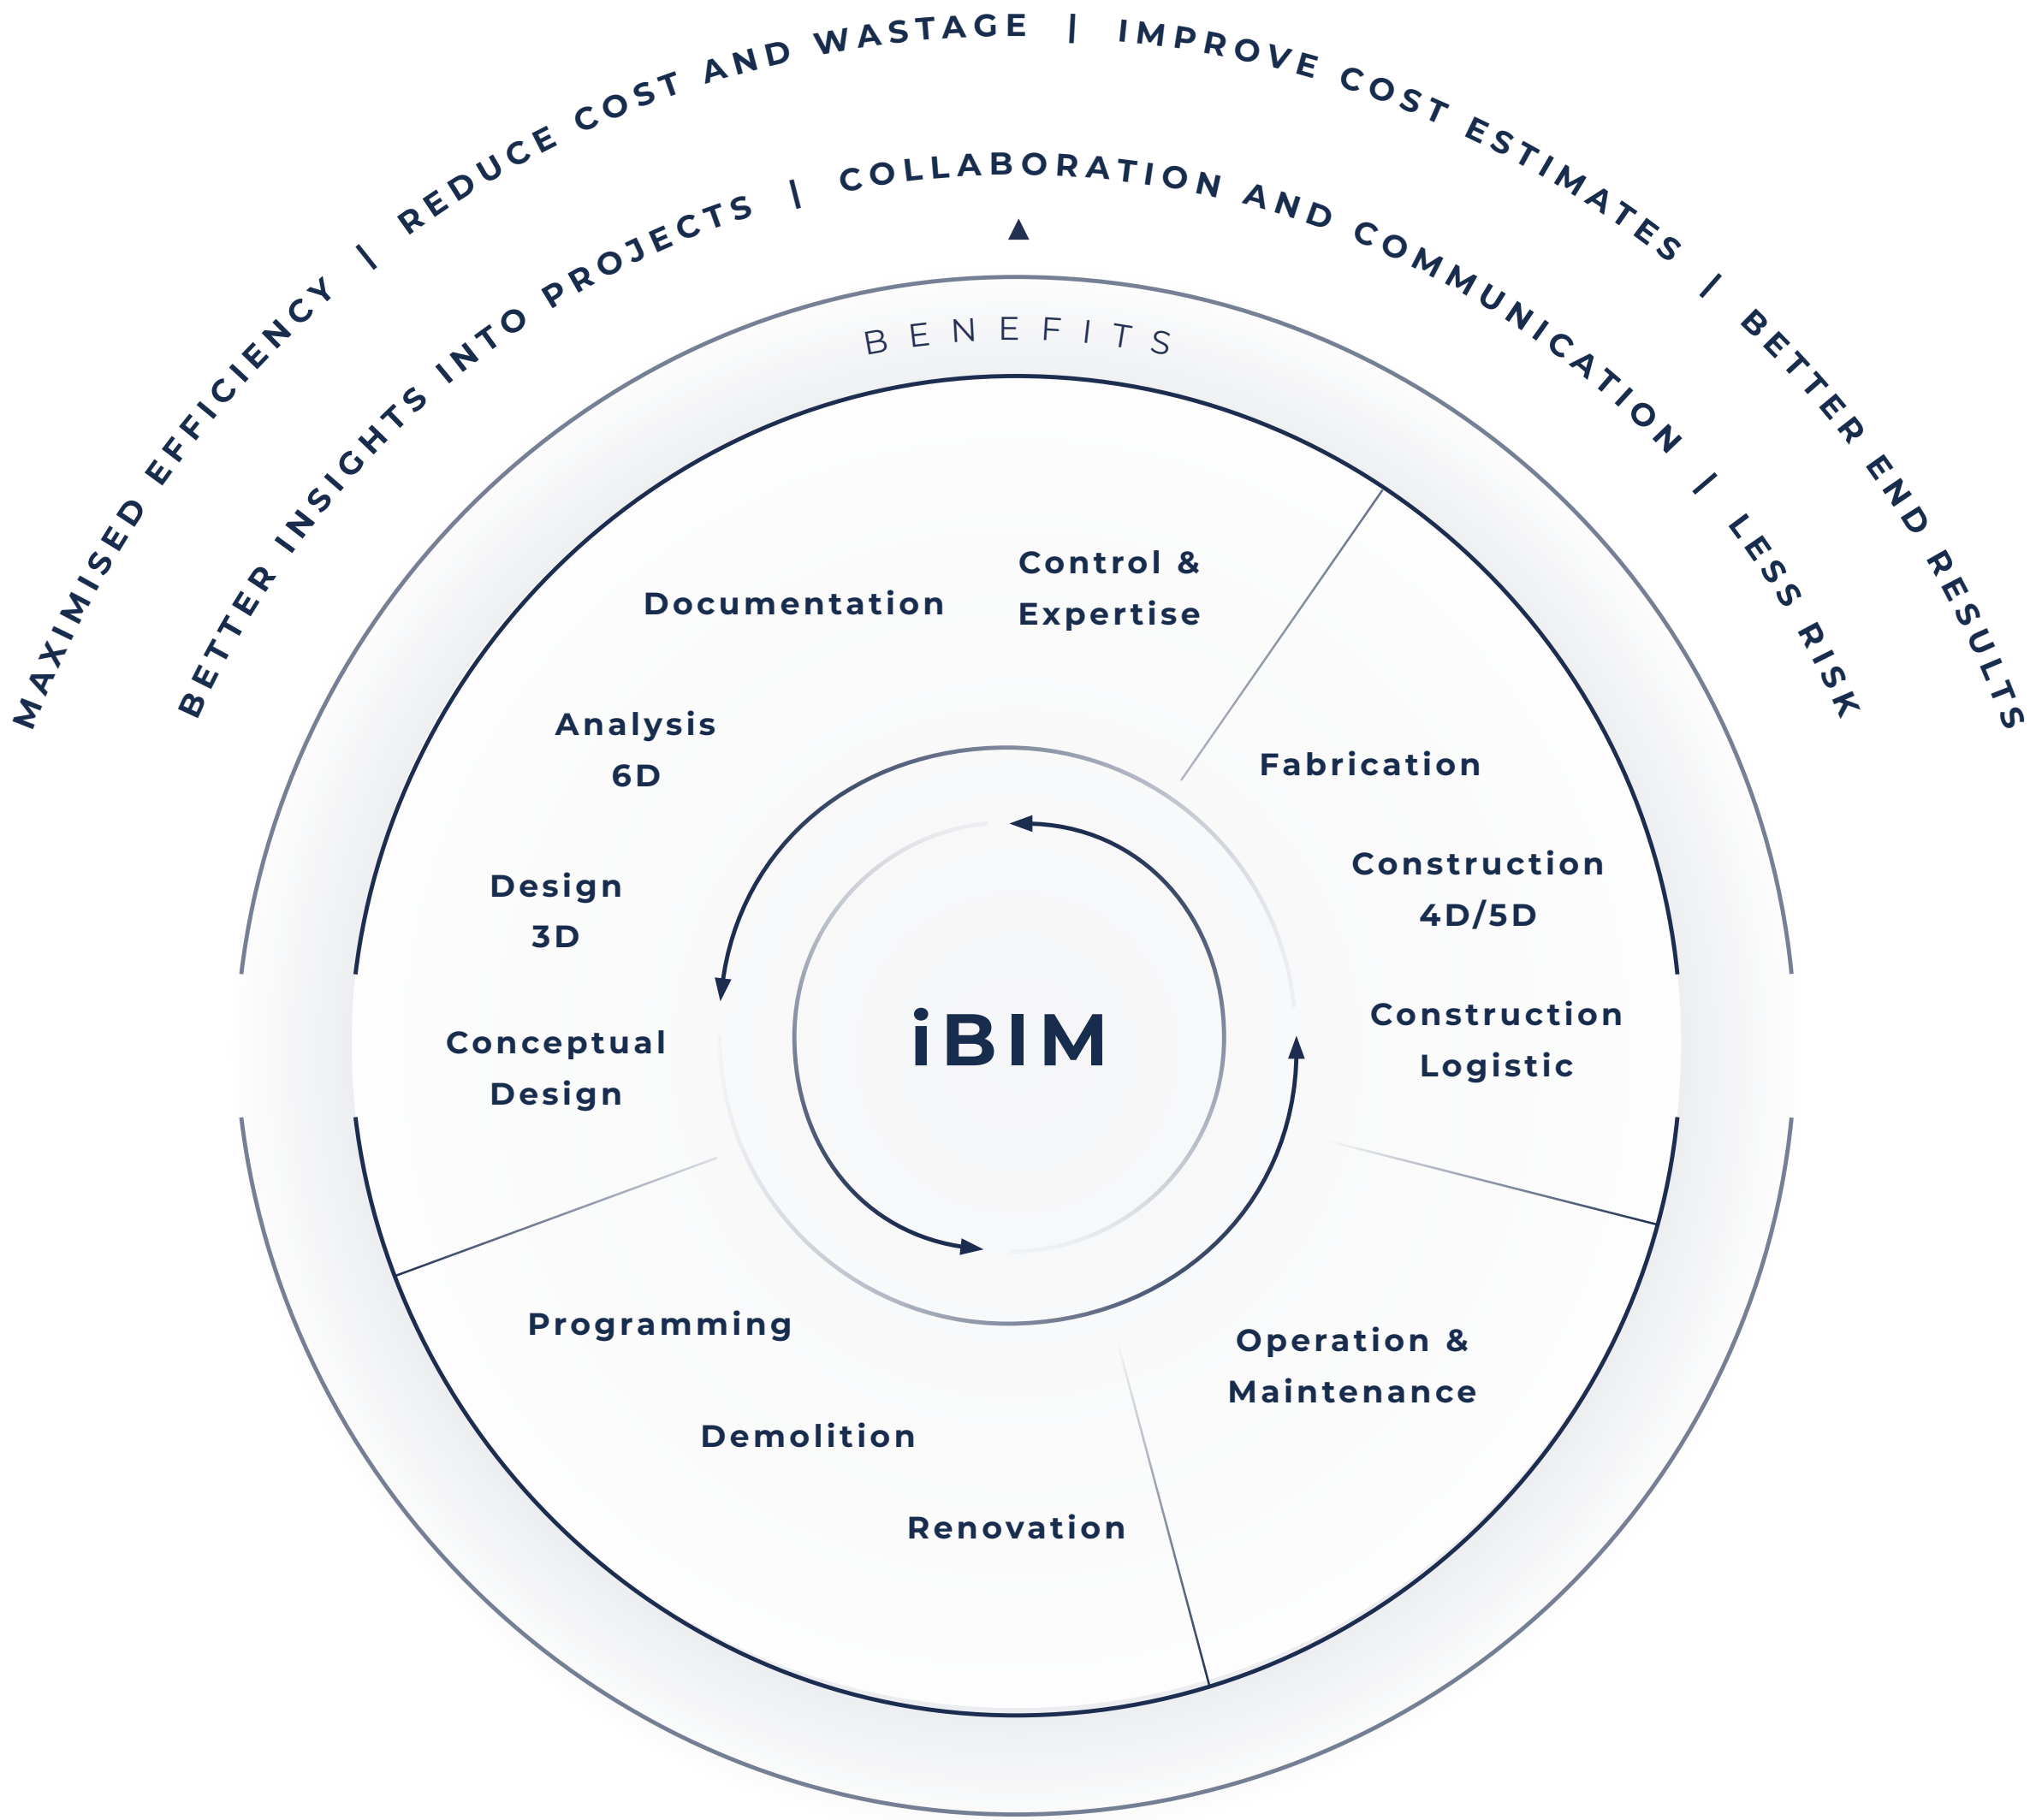 MAXIMISED EFFICIENCY | REDUCE COST AND WASTAGE | IMPROVE COST ESTIMATES | BETTER END RESULTS
BETTER INSIGHTS INTO PROJECTS | COLLABORATION AND COMMUNICATION | LESS RISK
BENEFITS
Control &
Expertise
Documentation
Analysis
6D
Design
3D
Conceptual
Design
Fabrication
Construction
4D/5D
Construction
Logistic
iBIM
Programming
Demolition
Renovation
Operation &
Maintenance